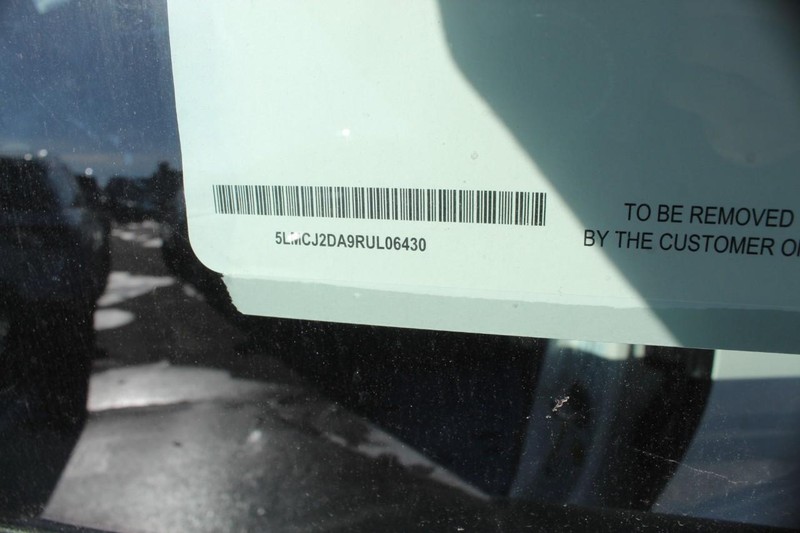 5LMCJ2DA9RUL06430
TO BE REMOVED
BY THE CUSTOMER